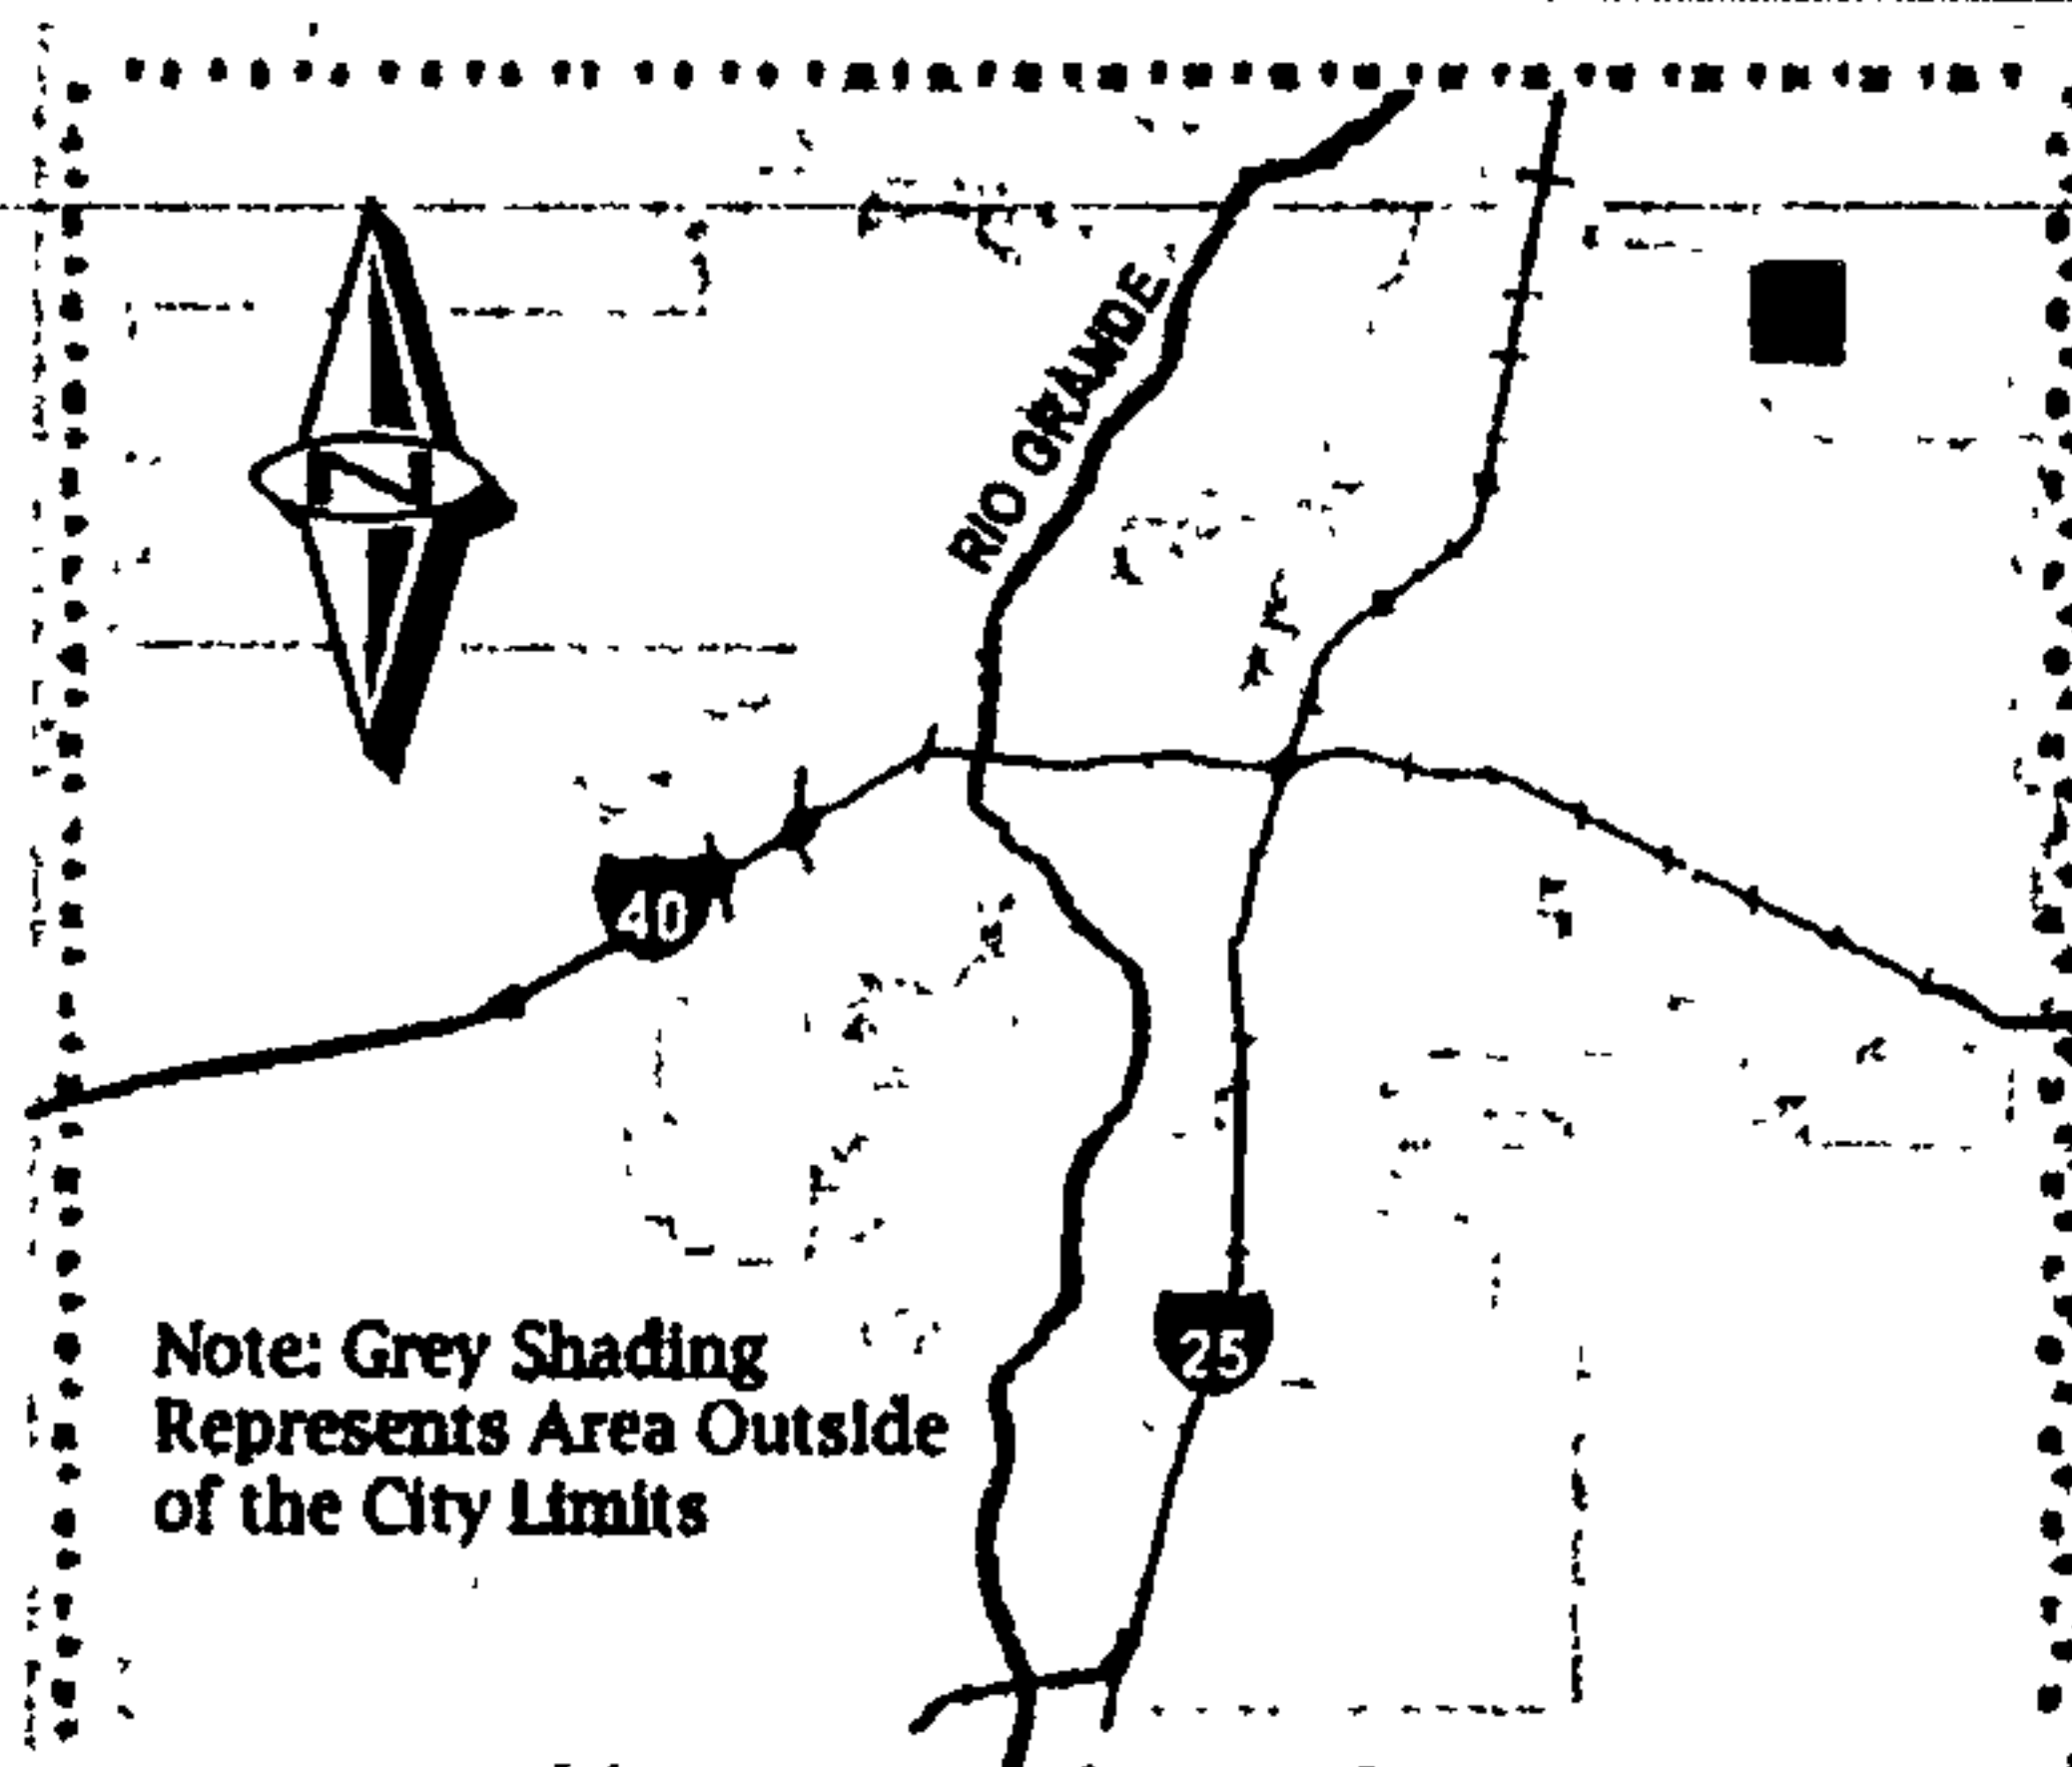 N
RIO GRANDE
40
25
Note: Grey Shading
Represents Area Outside
of the City Limits